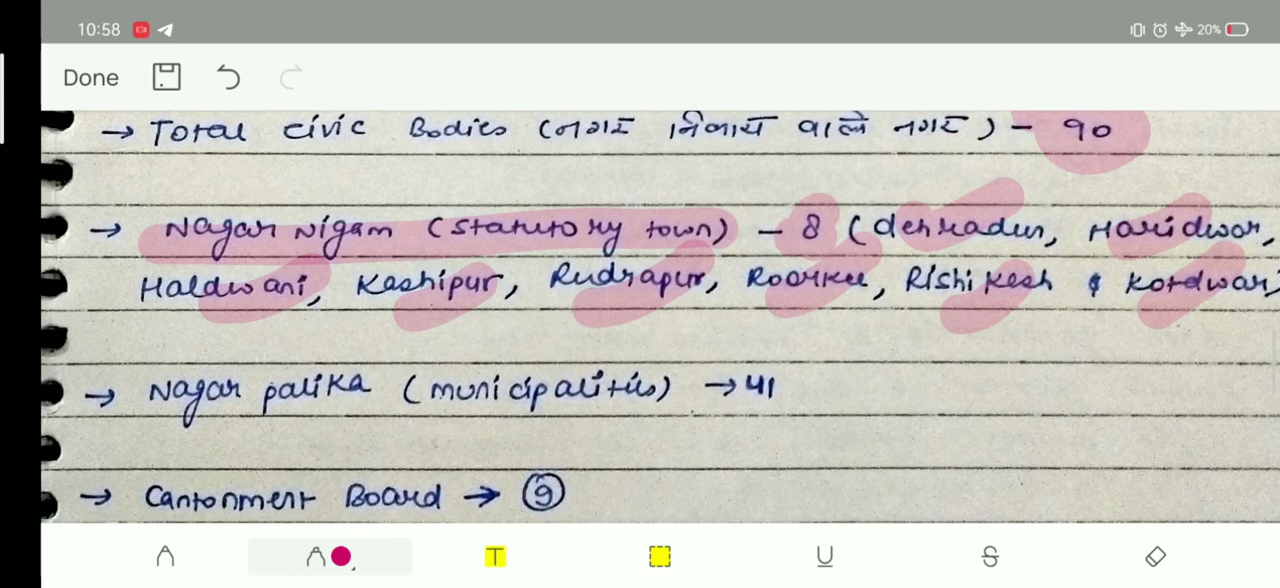 10:58
20%
Done
→ Total civic Bodies (नगर निकाय वाले नगर) - 90
→ Nagar Nigam (Statutory town) - 8 (dehradun, Haridwar,
Haldwani, Kashipur, Rudrapur, Roorkee, Rishikesh & Kotdwar)
→ Nagar palika (municipalities) → 41
→ Cantonment Board → 9
T
U
S